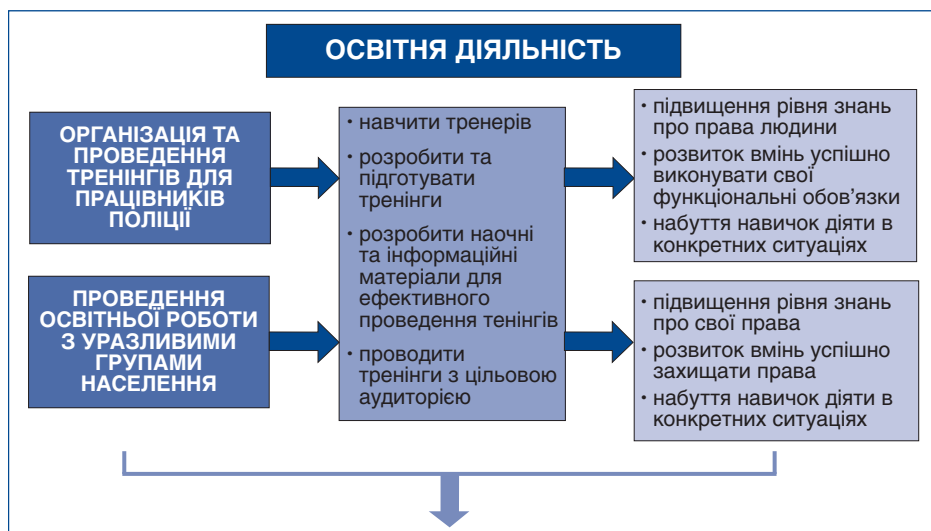 ОСВІТНЯ ДІЯЛЬНІСТЬ
ОРГАНІЗАЦІЯ ТА
ПРОВЕДЕННЯ
ТРЕНІНГІВ ДЛЯ
ПРАЦІВНИКІВ
ПОЛІЦІЇ
ПРОВЕДЕННЯ
ОСВІТНЬОЇ РОБОТИ
З УРАЗЛИВИМИ
ГРУПАМИ
НАСЕЛЕННЯ
· навчити тренерів
· розробити та
підготувати
тренінги
· розробити наочні
та інформаційні
матеріали для
ефективного
проведення тенінгів
· проводити
тренінги з цільовою
аудиторією
· підвищення рівня знань
про права людини
· розвиток вмінь успішно
виконувати свої
функціональні обов’язки
· набуття навичок діяти в
конкретних ситуаціях
· підвищення рівня знань
про свої права
· розвиток вмінь успішно
захищати права
· набуття навичок діяти в
конкретних ситуаціях